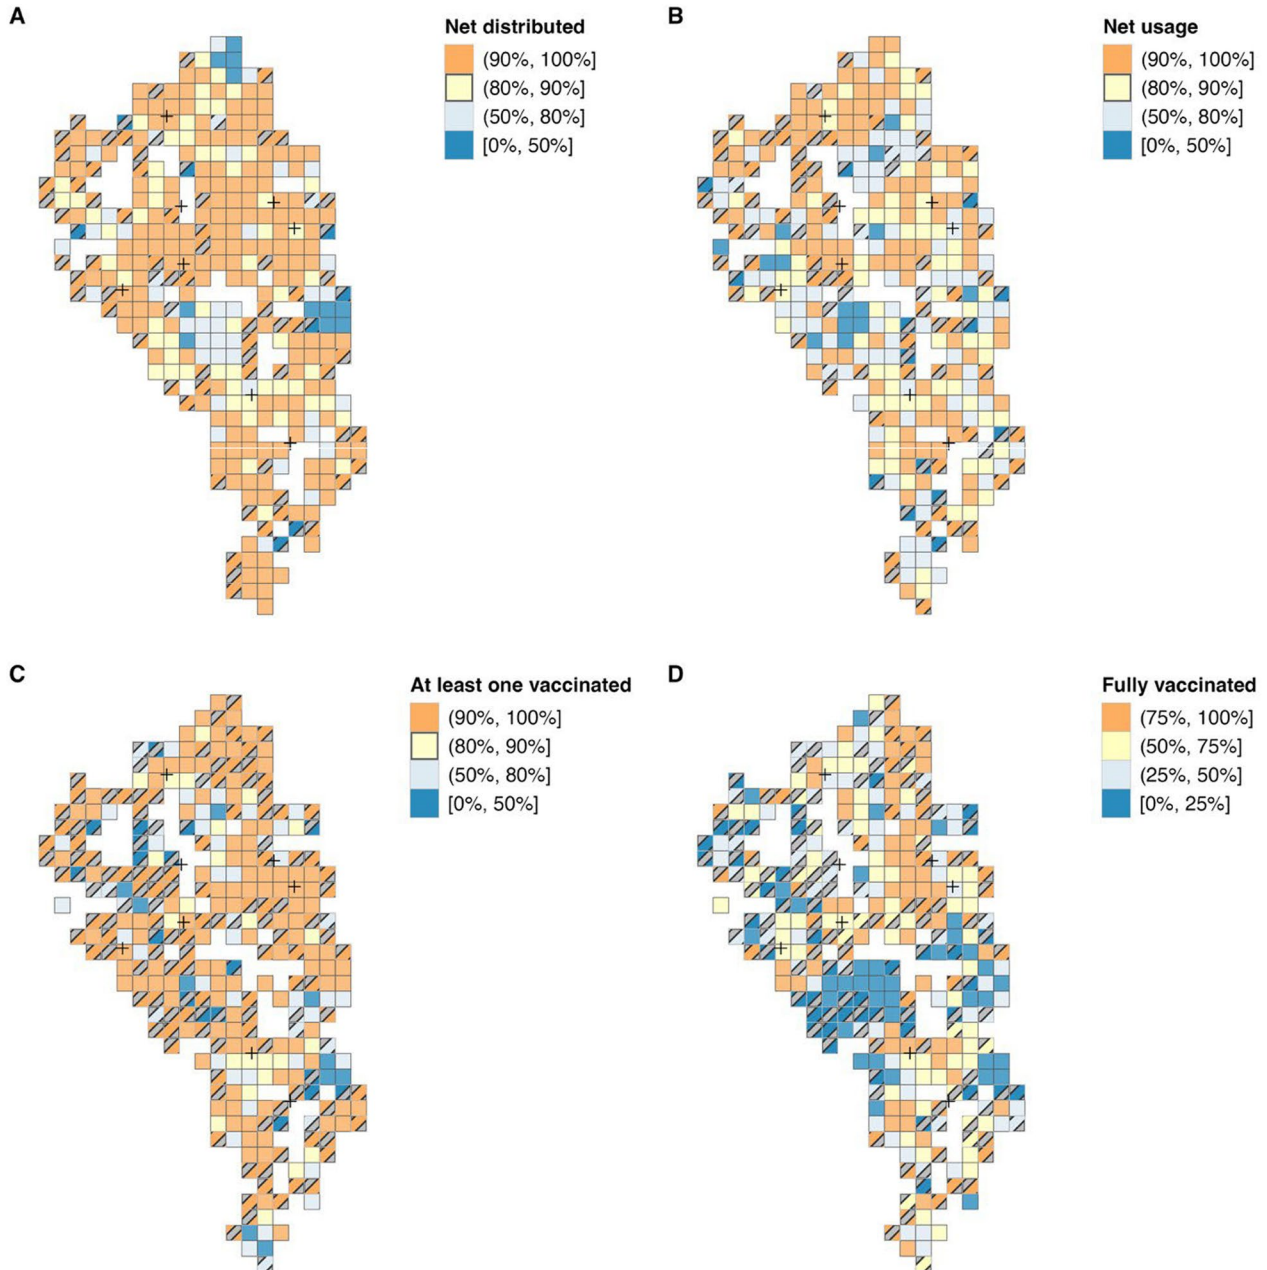 A
Net distributed
(90%, 100%]
(80%, 90%]
(50%, 80%]
[0%, 50%]
B
Net usage
(90%, 100%]
(80%, 90%]
(50%, 80%]
[0%, 50%]
C
At least one vaccinated
(90%, 100%]
(80%, 90%]
(50%, 80%]
[0%, 50%]
D
Fully vaccinated
(75%, 100%]
(50%, 75%]
(25%, 50%]
[0%, 25%]